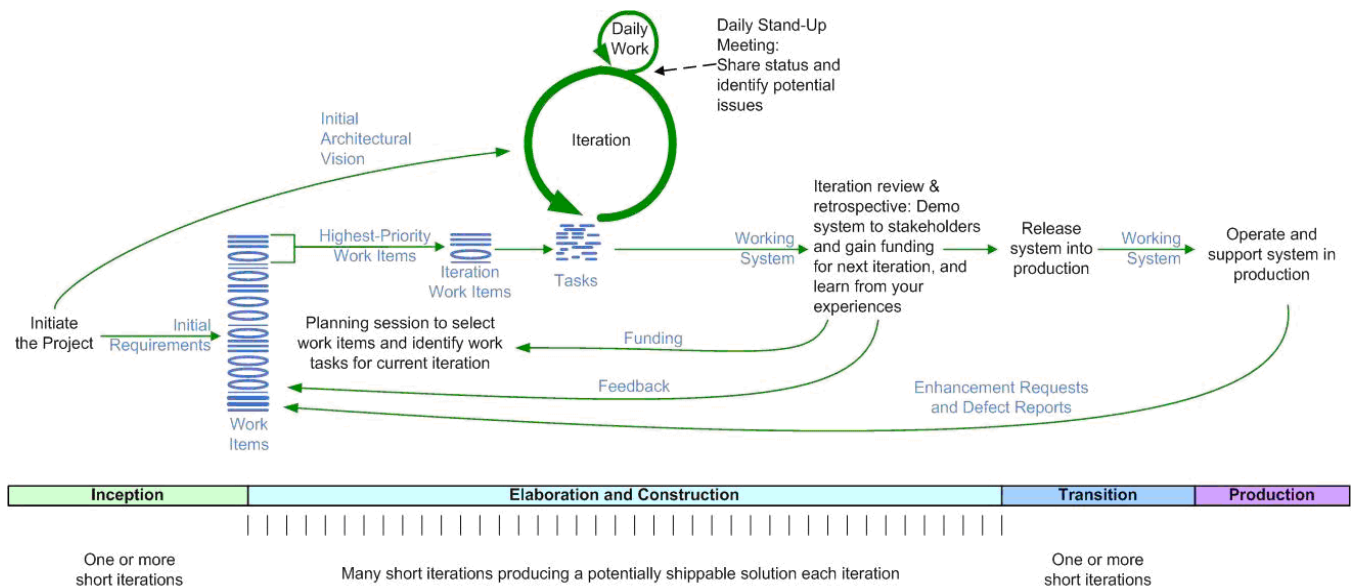 Daily
Work
Daily Stand-Up
Meeting:
Share status and
identify potential
issues
Initial
Architectural
Vision
Iteration
Iteration review &
retrospective: Demo
system to stakeholders
and gain funding
for next iteration, and
learn from your
experiences
Highest-Priority
Work Items
Iteration
Work Items
Tasks
Working
System
Release
system into
production
Working
System
Operate and
support system in
production
Initiate
the Project
Initial
Requirements
Planning session to select
work items and identify work
tasks for current iteration
Funding
Feedback
Enhancement Requests
and Defect Reports
Work
Items
Inception
Elaboration and Construction
Transition
Production
One or more
short iterations
Many short iterations producing a potentially shippable solution each iteration
One or more
short iterations